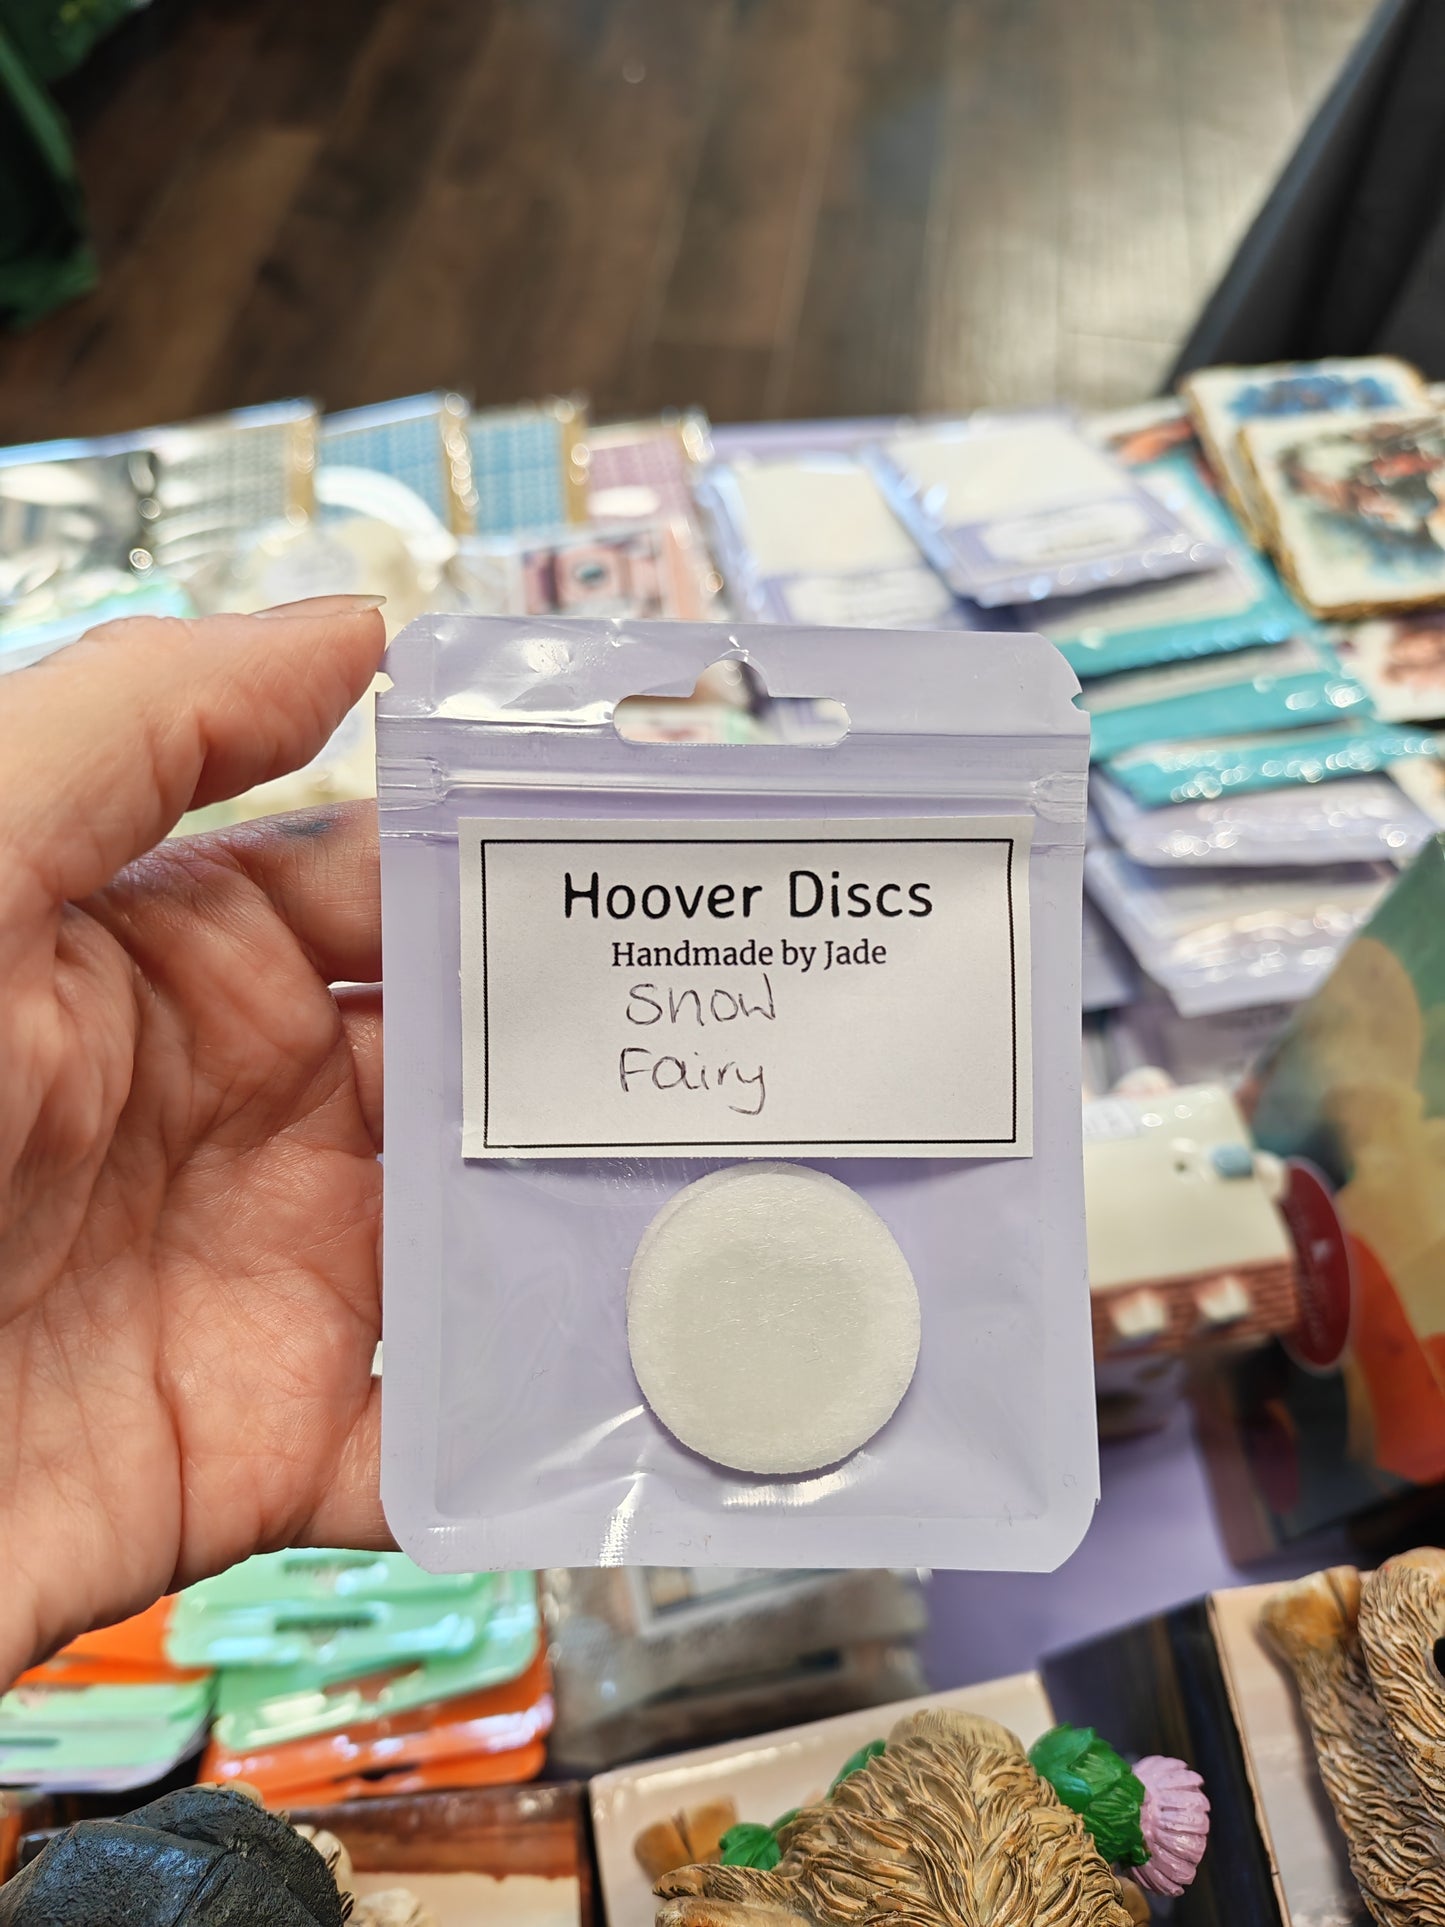 Hoover Discs
Handmade by Jade
Snow
Fairy